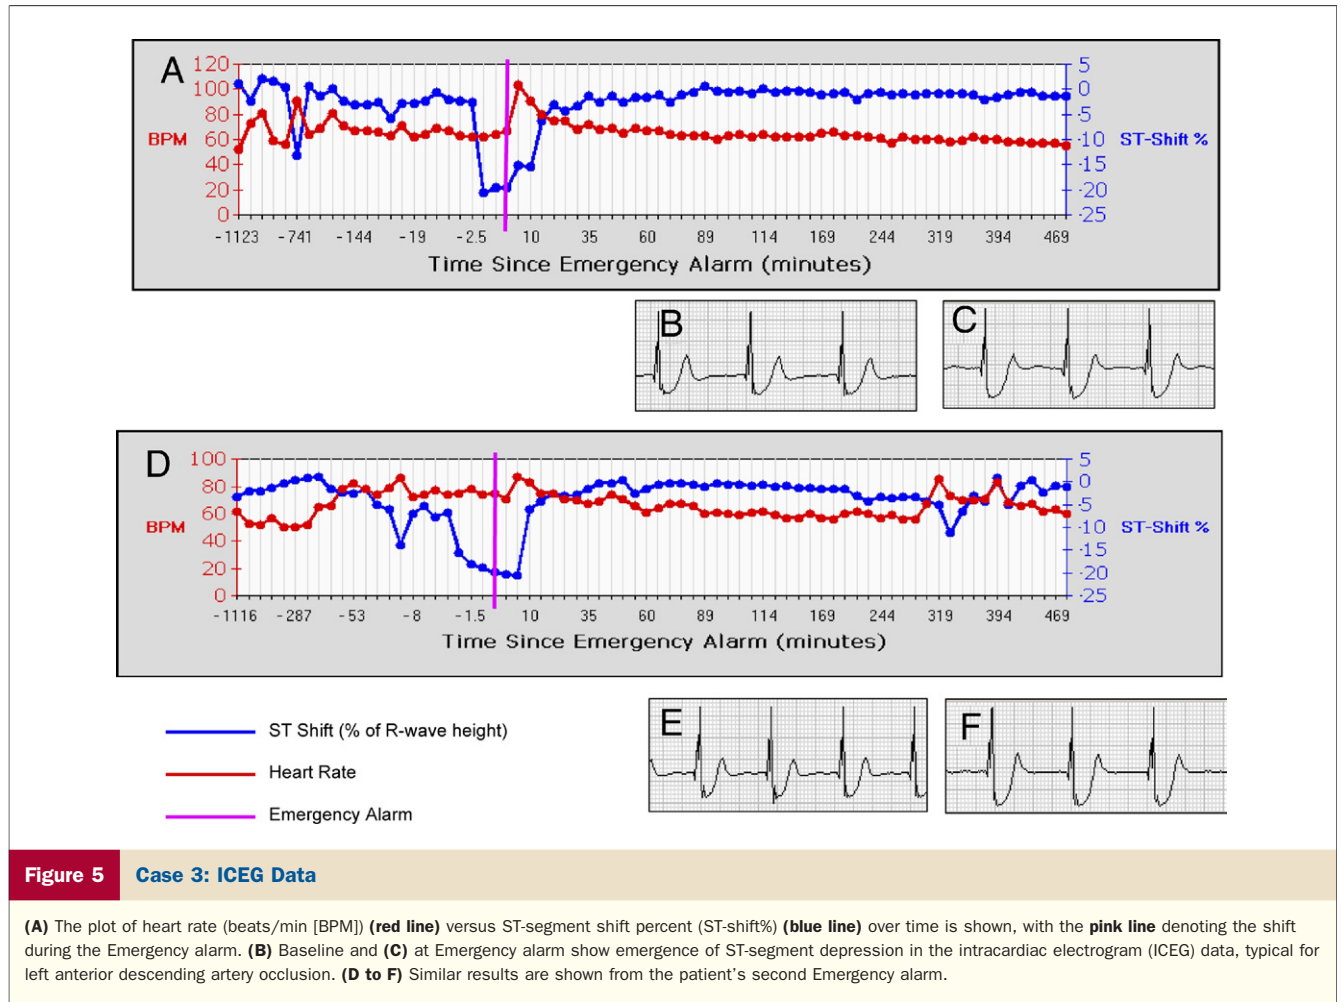 A
120
100
80
60
40
20
0
BPM
5
0
-5
-10
-15
-20
-25
ST-Shift %
-1123 -741 -144 -19 -2.5 10 35 60 89 114 169 244 319 394 469
Time Since Emergency Alarm (minutes)
B
C
D
100
80
60
40
20
0
BPM
5
0
-5
-10
-15
-20
-25
ST-Shift %
-1116 -287 -53 -8 -1.5 10 35 60 89 114 169 244 319 394 469
Time Since Emergency Alarm (minutes)
E
F
ST Shift (% of R-wave height)
Heart Rate
Emergency Alarm
Figure 5 Case 3: ICEG Data
(A) The plot of heart rate (beats/min [BPM]) (red line) versus ST-segment shift percent (ST-shift%) (blue line) over time is shown, with the pink line denoting the shift
during the Emergency alarm. (B) Baseline and (C) at Emergency alarm show emergence of ST-segment depression in the intracardiac electrogram (ICEG) data, typical for
left anterior descending artery occlusion. (D to F) Similar results are shown from the patient's second Emergency alarm.